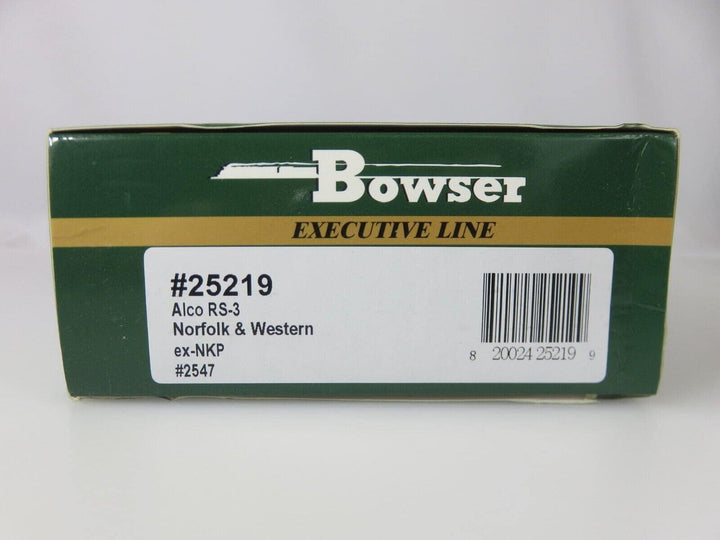 Bowser
EXECUTIVE LINE
#25219
Alco RS-3
Norfolk & Western
ex-NKP
#2547
8 20024 25219 9